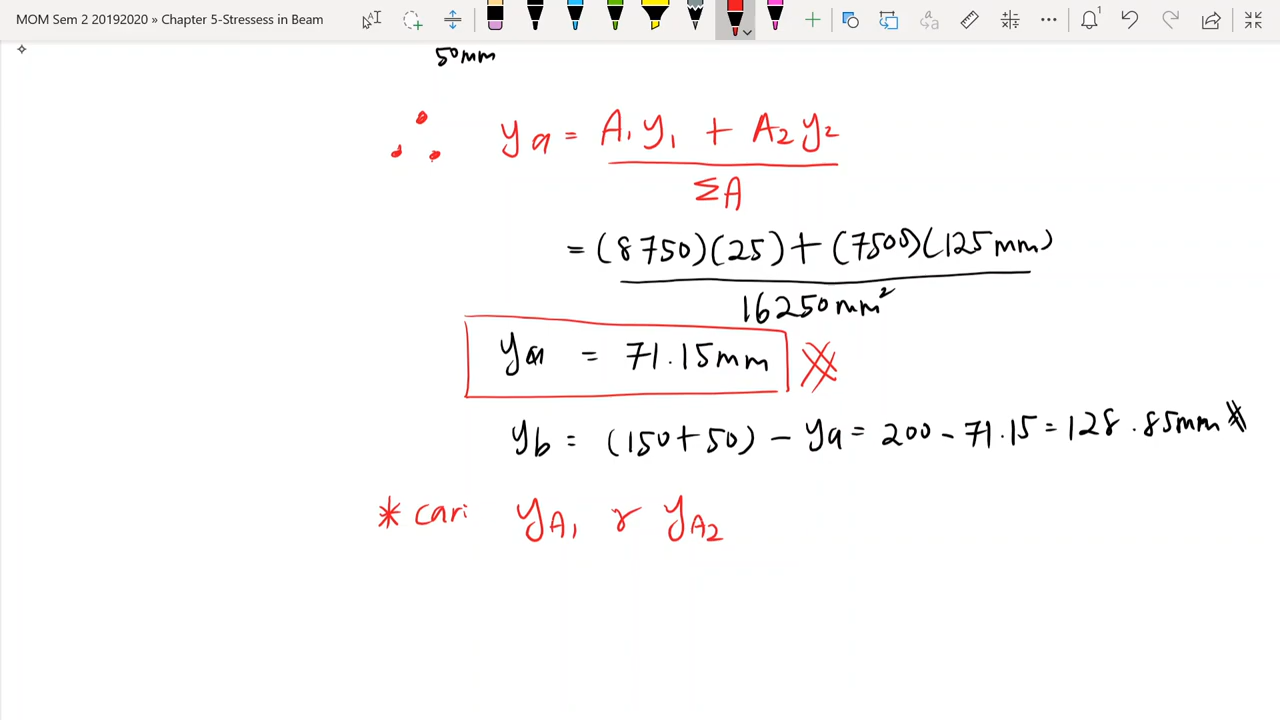 MOM Sem 2 20192020 » Chapter 5-Stressess in Beam
50mm
∴ ya = A1y1 + A2y2
ΣA
= (8750)(25) + (7500)(125mm)
16250mm²
ya = 71.15mm
yb = (150+50) - ya = 200 - 71.15 = 128.85mm *
* cari yA1 & yA2